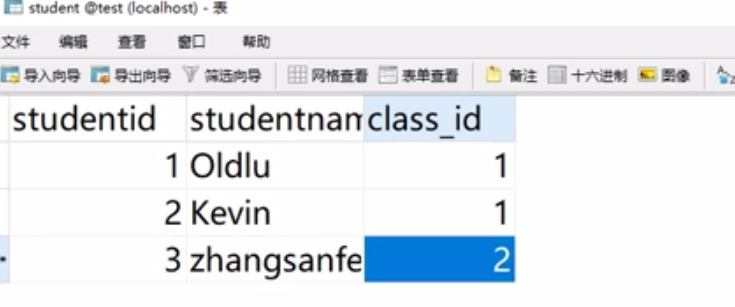 student @test (localhost) - 表
文件 编辑 查看 窗口 帮助
导入向导 导出向导 筛选向导 网格查看 表单查看 备注 十六进制 图像
studentid studentnam class_id
1 Oldlu 1
2 Kevin 1
3 zhangsanfe 2